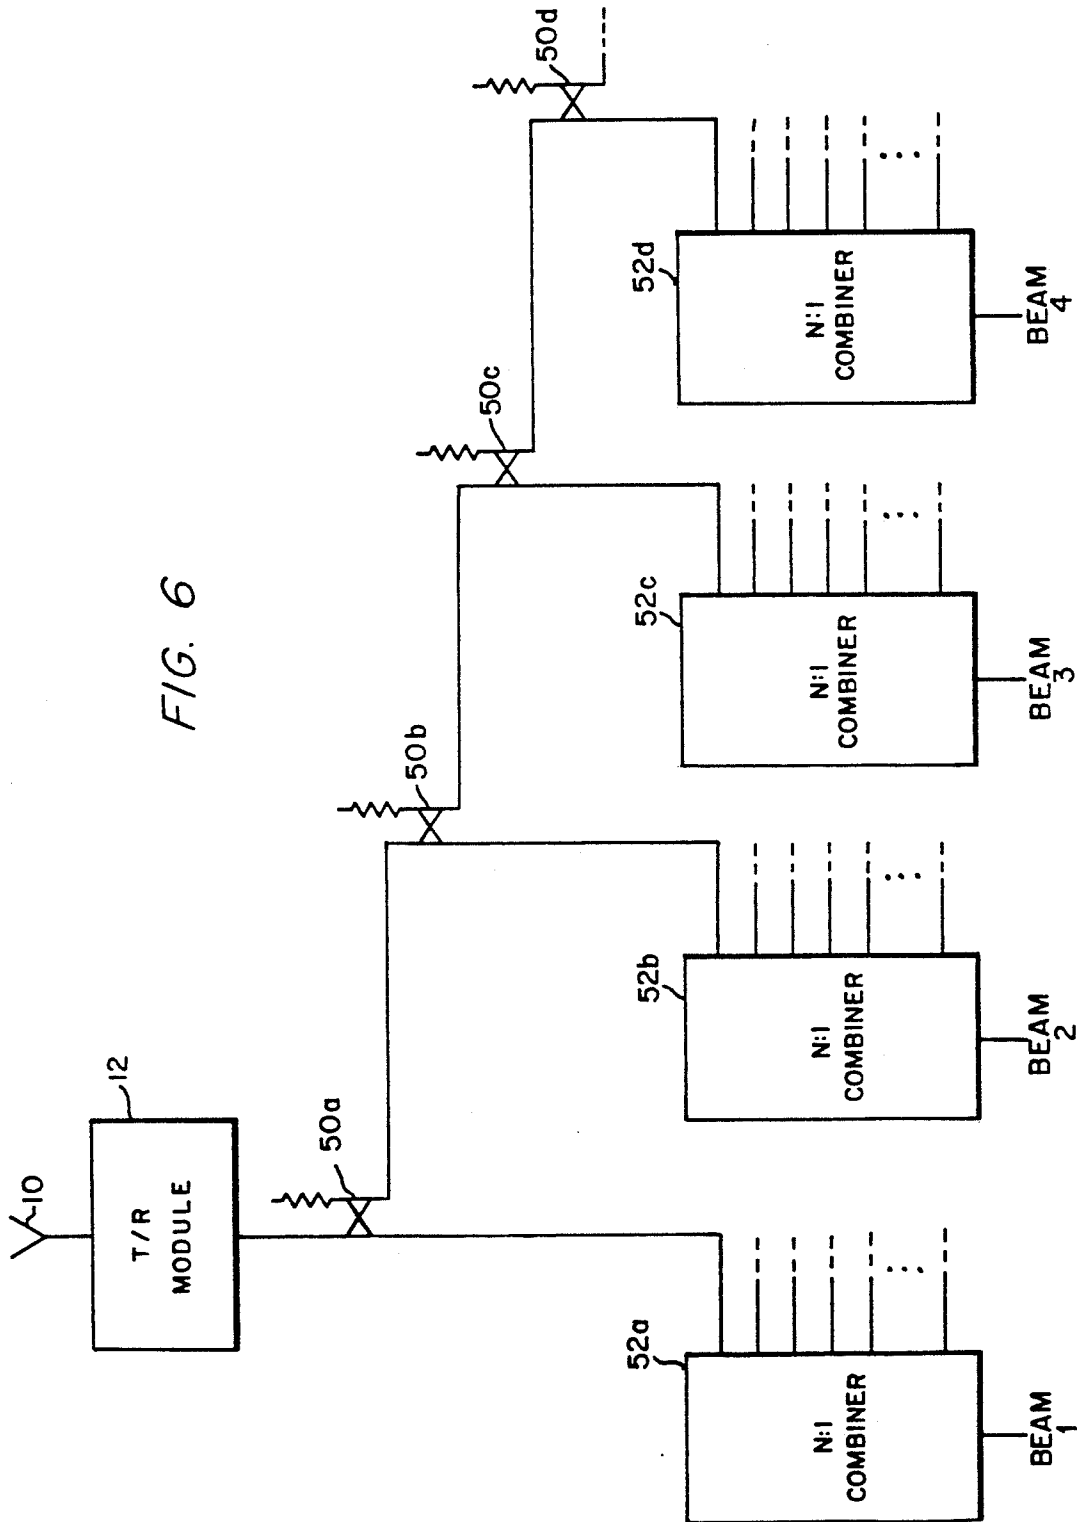 FIG. 6
10
12
T/R
MODULE
50a
50b
50c
50d
52a
N:1
COMBINER
BEAM
1
52b
N:1
COMBINER
BEAM
2
52c
N:1
COMBINER
BEAM
3
52d
N:1
COMBINER
BEAM
4